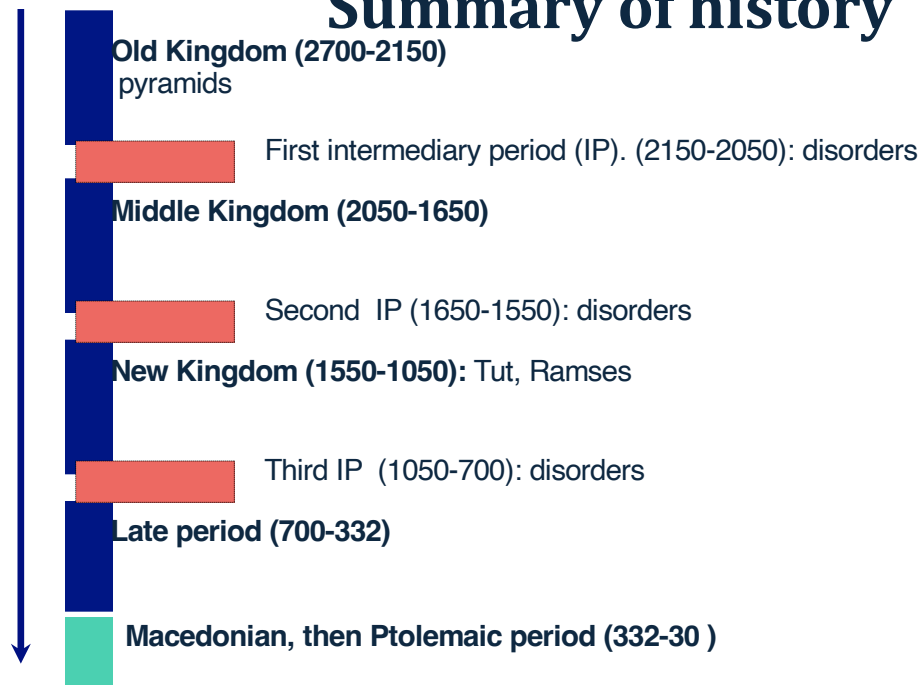 Summary of history
Old Kingdom (2700-2150)
pyramids
First intermediary period (IP). (2150-2050): disorders
Middle Kingdom (2050-1650)
Second  IP (1650-1550): disorders
New Kingdom (1550-1050): Tut, Ramses
Third IP  (1050-700): disorders
Late period (700-332)
Macedonian, then Ptolemaic period (332-30 )